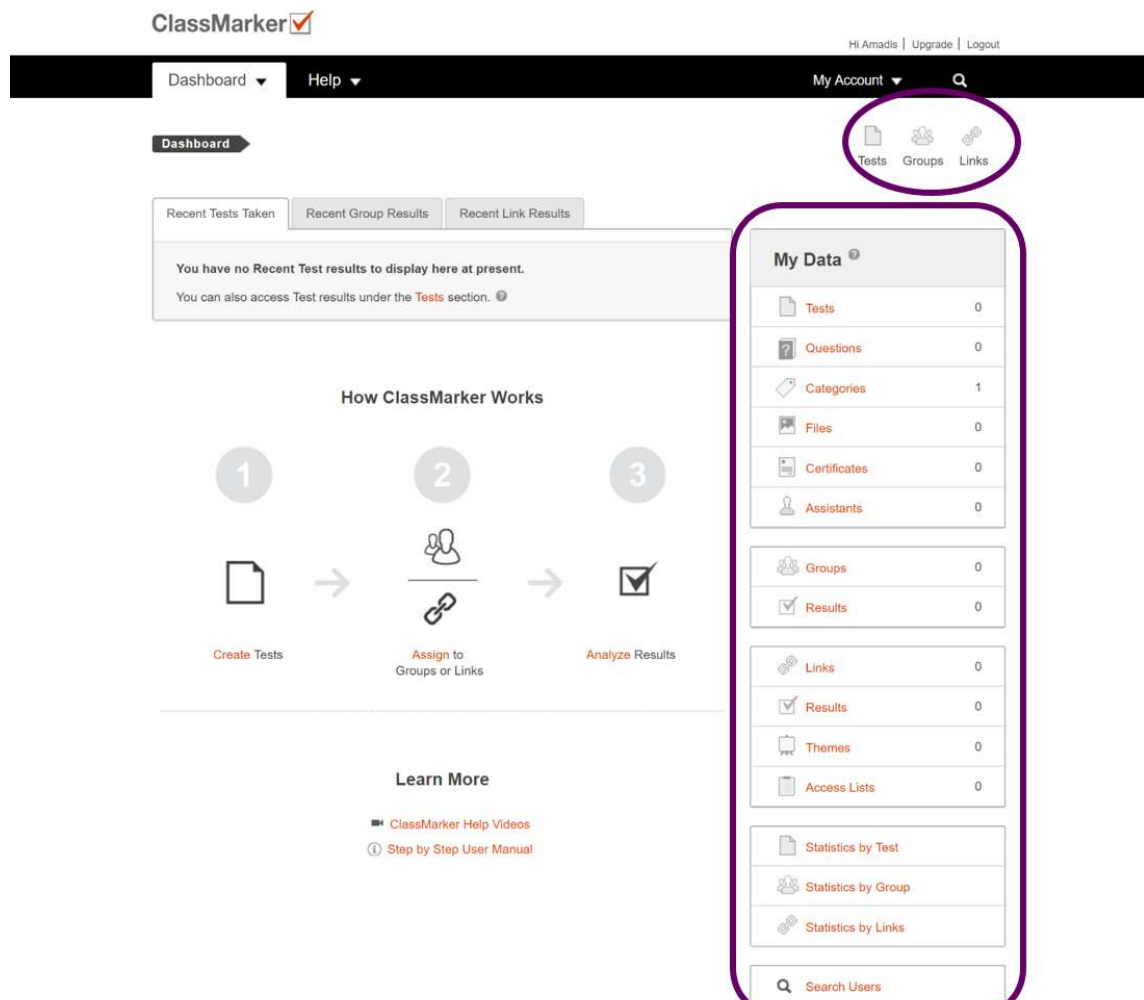 ClassMarker
Hi Amadis | Upgrade | Logout
Dashboard Help My Account
Dashboard
Tests Groups Links
Recent Tests Taken Recent Group Results Recent Link Results
You have no Recent Test results to display here at present.
You can also access Test results under the Tests section. ?
My Data ?
Tests 0
? Questions 0
Categories 1
Files 0
Certificates 0
Assistants 0
Groups 0
Results 0
Links 0
Results 0
Themes 0
Access Lists 0
Statistics by Test
Statistics by Group
Statistics by Links
Search Users
How ClassMarker Works
1 2 3
Create Tests
Assign to
Groups or Links
Analyze Results
Learn More
ClassMarker Help Videos
i Step by Step User Manual